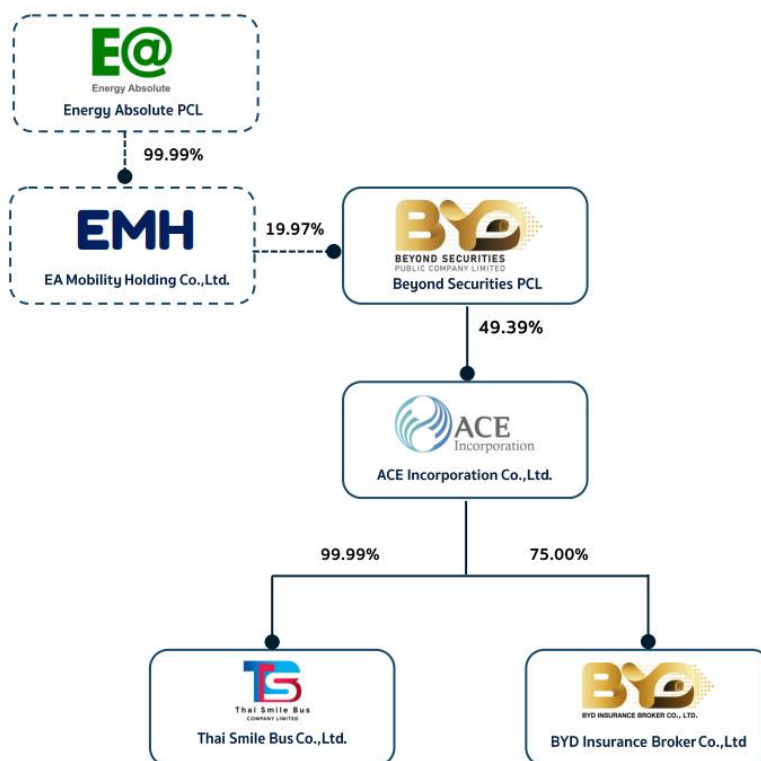 E@
Energy Absolute
Energy Absolute PCL
99.99%
EMH
EA Mobility Holding Co.,Ltd.
19.97%
BYD
BEYOND SECURITIES
PUBLIC COMPANY LIMITED
Beyond Securities PCL
49.39%
ACE
Incorporation
ACE Incorporation Co.,Ltd.
99.99%
75.00%
TSB
Thai Smile Bus
COMPANY LIMITED
Thai Smile Bus Co.,Ltd.
BYD
BYD INSURANCE BROKER CO., LTD.
BYD Insurance Broker Co.,Ltd